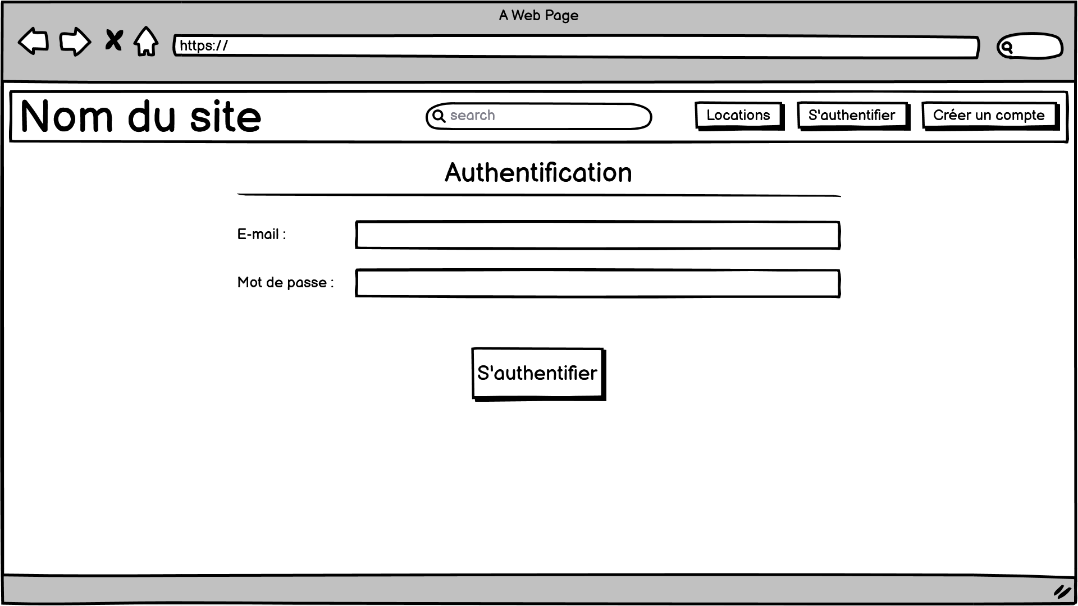 A Web Page
https://
Nom du site
search
Locations
S'authentifier
Créer un compte
Authentification
E-mail :
Mot de passe :
S'authentifier